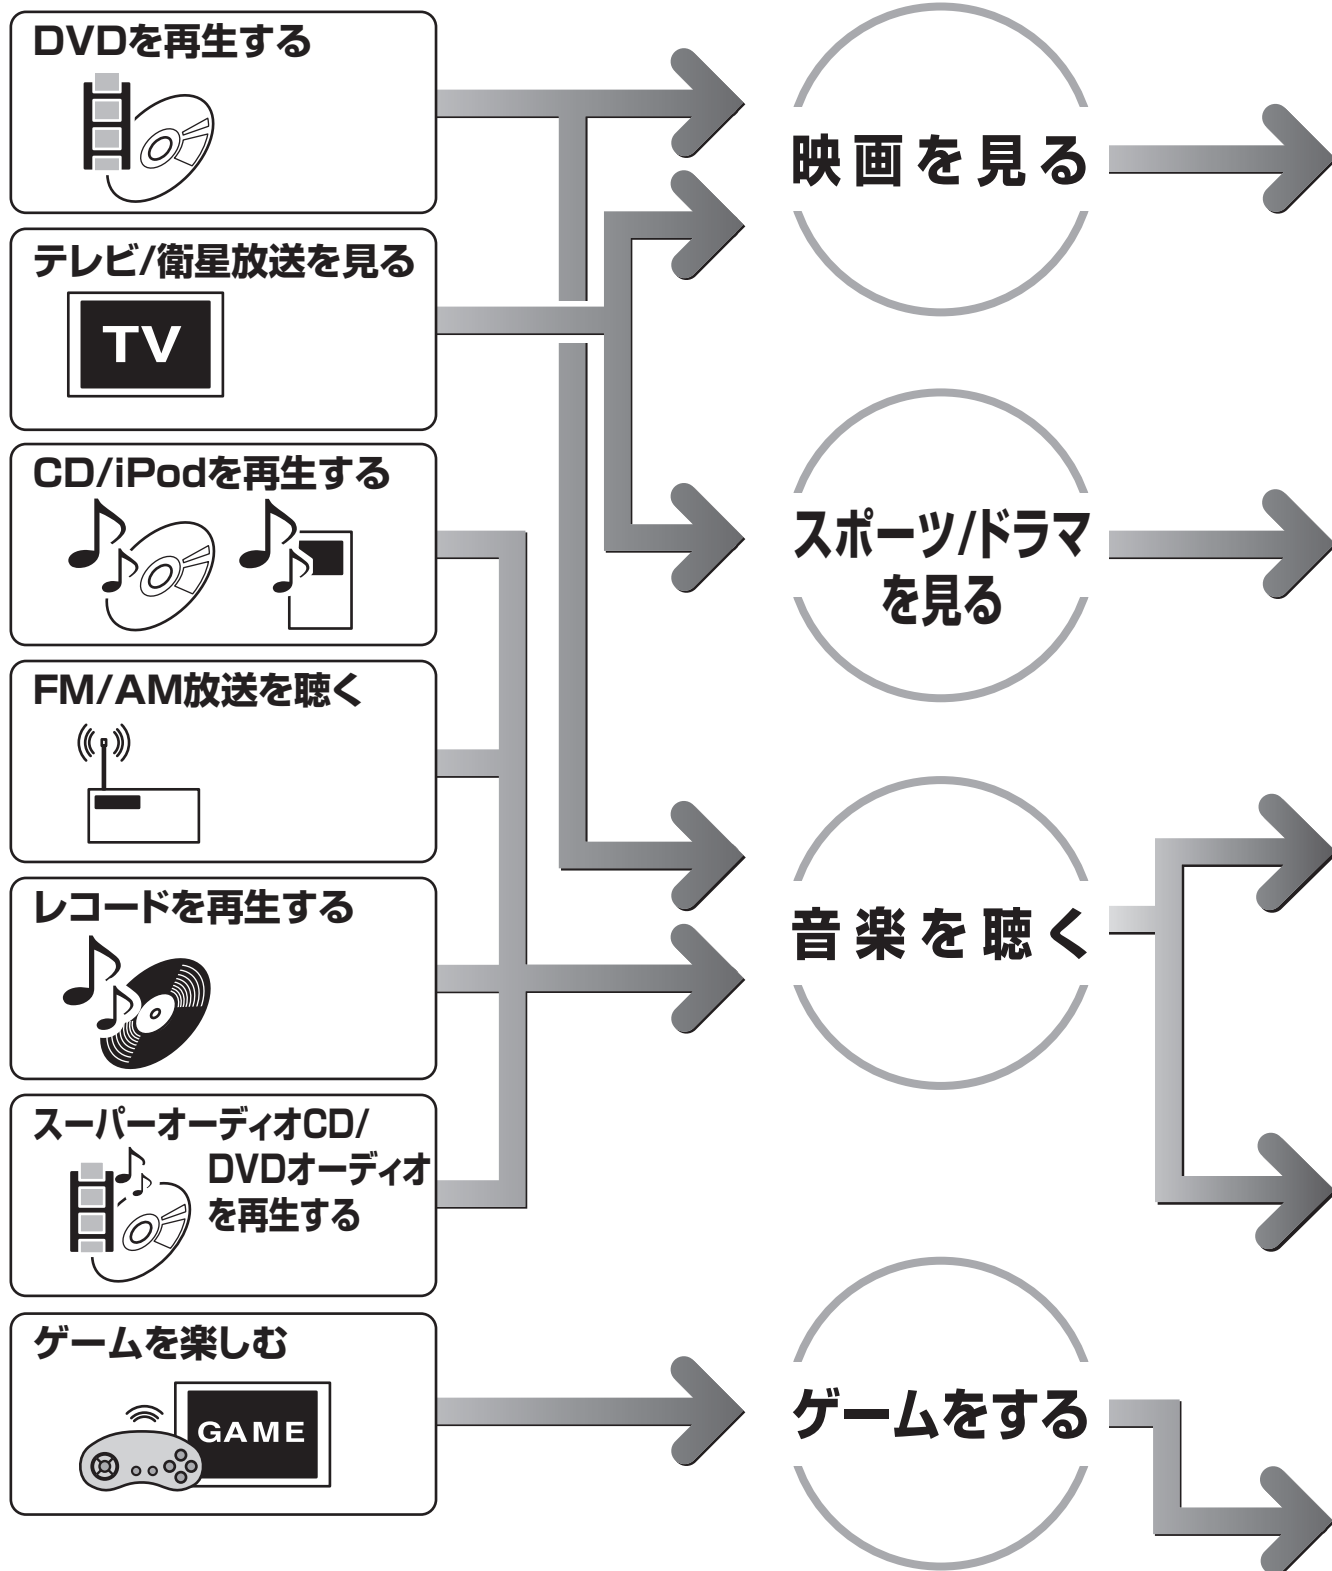 DVDを再生する
テレビ/衛星放送を見る
TV
CD/iPodを再生する
FM/AM放送を聴く
レコードを再生する
スーパーオーディオCD/
DVDオーディオ
を再生する
ゲームを楽しむ
GAME
映画を見る
スポーツ/ドラマ
を見る
音楽を聴く
ゲームをする